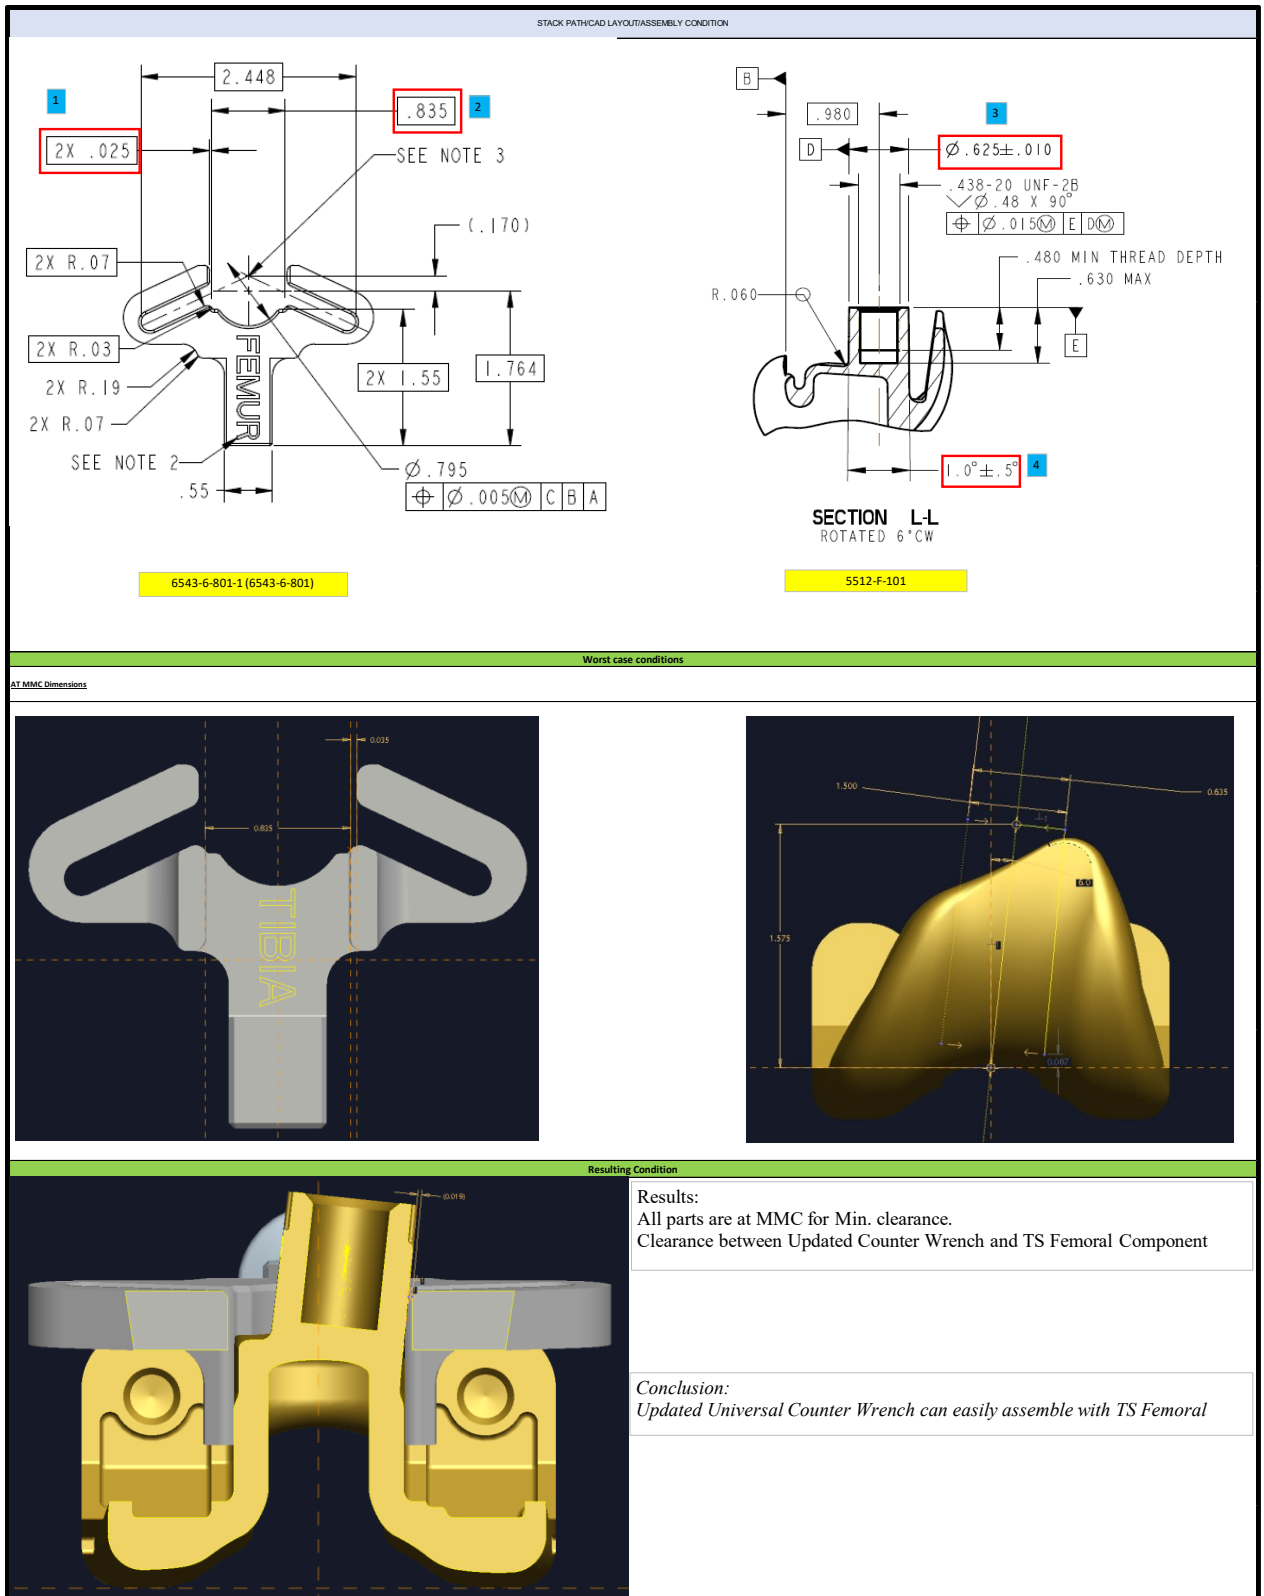 STACK PATH/CAD LAYOUT/ASSEMBLY CONDITION
2.448
1
.835
2
2X .025
SEE NOTE 3
(.170)
2X R.07
2X R.03
2X R.19
2X R.07
SEE NOTE 2
FEMUR
2X 1.55
1.764
.55
Ø.795
⌖ Ø.005Ⓜ C B A
6543-6-801-1 (6543-6-801)
B
.980
3
D
Ø.625±.010
.438-20 UNF-2B
Ø.48 X 90°
⌖ Ø.015Ⓜ E DⓂ
.480 MIN THREAD DEPTH
.630 MAX
R.060
E
1.0°±.5°
4
SECTION L-L
ROTATED 6°CW
5512-F-101
Worst case conditions
AT MMC Dimensions
0.035
0.835
TIBIA
1.500
0.635
6.0
1.575
0.062
Resulting Condition
(0.019)
Results:
All parts are at MMC for Min. clearance.
Clearance between Updated Counter Wrench and TS Femoral Component
Conclusion:
Updated Universal Counter Wrench can easily assemble with TS Femoral